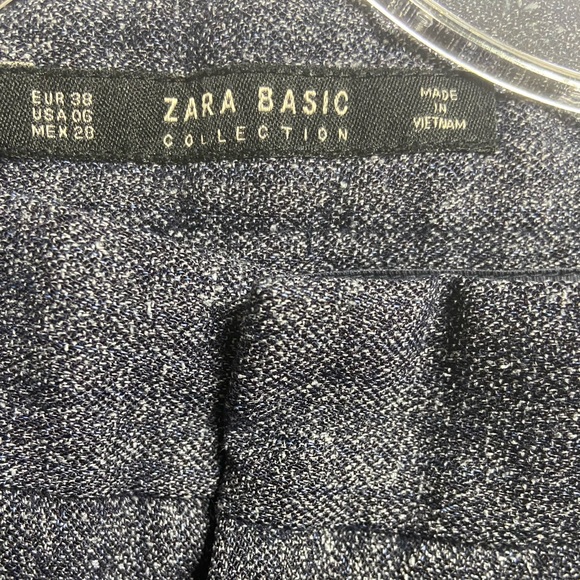 EUR 38
USA 06
MEX 28
ZARA BASIC
COLLECTION
MADE
IN
VIETNAM